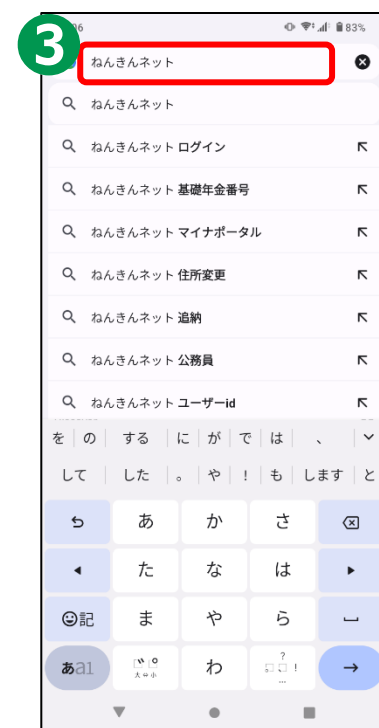 3
83%
ねんきんネット
ねんきんネット
ねんきんネット ログイン
ねんきんネット 基礎年金番号
ねんきんネット マイナポータル
ねんきんネット 住所変更
ねんきんネット 追納
ねんきんネット 公務員
ねんきんネット ユーザーid
を の する に が で は 、
して した 。 や ! も します と
あ か さ
た な は
記 ま や ら
あa1 大⇔小 わ ? ! ...